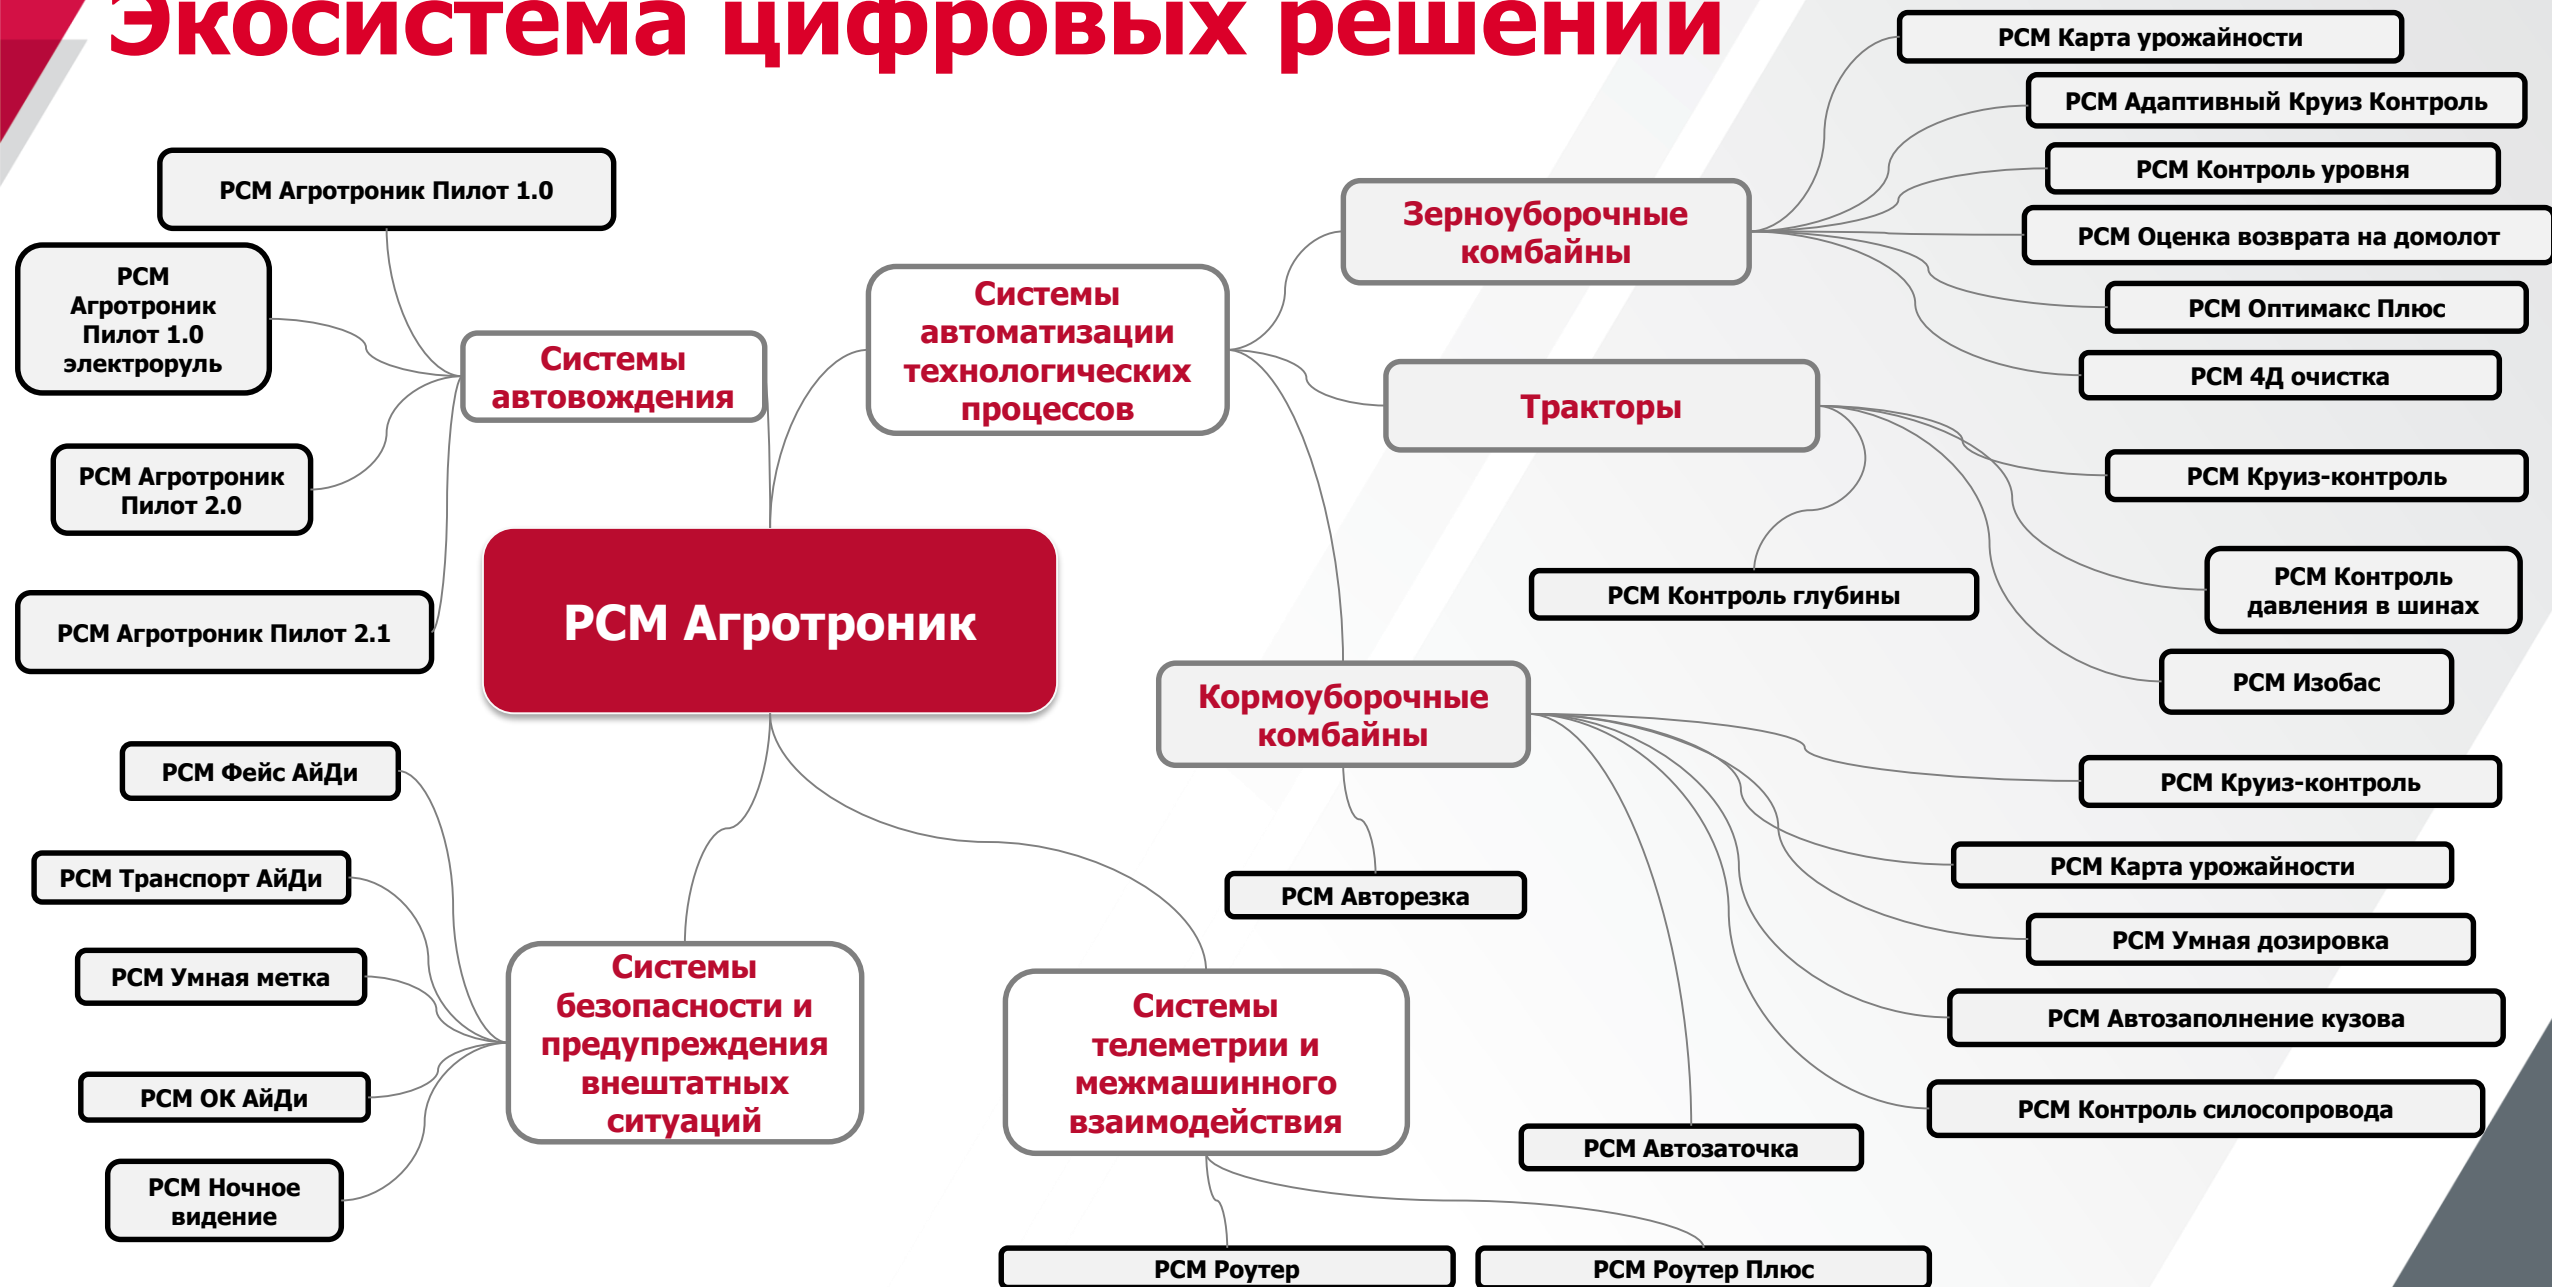 Экосистема цифровых решений
РСМ Карта урожайности
РСМ Адаптивный Круиз Контроль
РСМ Контроль уровня
РСМ Оценка возврата на домолот
РСМ Оптимакс Плюс
РСМ 4Д очистка
Зерноуборочные
комбайны
РСМ Агротроник Пилот 1.0
РСМ
Агротроник
Пилот 1.0
электроруль
РСМ Агротроник
Пилот 2.0
РСМ Агротроник Пилот 2.1
Системы
автовождения
Системы
автоматизации
технологических
процессов
Тракторы
РСМ Круиз-контроль
РСМ Контроль
давления в шинах
РСМ Изобас
РСМ Контроль глубины
РСМ Агротроник
Кормоуборочные
комбайны
РСМ Круиз-контроль
РСМ Карта урожайности
РСМ Умная дозировка
РСМ Автозаполнение кузова
РСМ Контроль силосопровода
РСМ Автозаточка
РСМ Авторезка
РСМ Фейс АйДи
РСМ Транспорт АйДи
РСМ Умная метка
РСМ ОК АйДи
РСМ Ночное
видение
Системы
безопасности и
предупреждения
внештатных
ситуаций
Системы
телеметрии и
межмашинного
взаимодействия
РСМ Роутер
РСМ Роутер Плюс